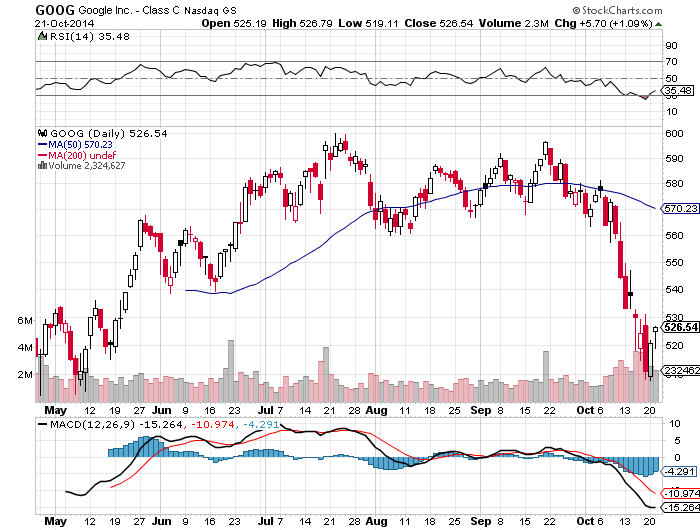 GOOG Google Inc. - Class C Nasdaq GS © StockCharts.com
21-Oct-2014 Open 525.19 High 526.79 Low 519.11 Close 526.54 Volume 2.3M Chg +5.70 (+1.09%)
RSI(14) 35.48
90
70
50
35.48
30
10
GOOG (Daily) 526.54
MA(50) 570.23
MA(200) undef
Volume 2,324,627
600
590
580
570.23
560
550
540
530
526.54
520
2324627
6M
4M
2M
May 12 19 27 Jun 9 16 23 Jul 7 14 21 28 Aug 11 18 25 Sep 8 15 22 Oct 6 13 20
MACD(12,26,9) -15.264, -10.974, -4.291
10
5
0
-4.291
-10.974
-15.264
May 12 19 27 Jun 9 16 23 Jul 7 14 21 28 Aug 11 18 25 Sep 8 15 22 Oct 6 13 20